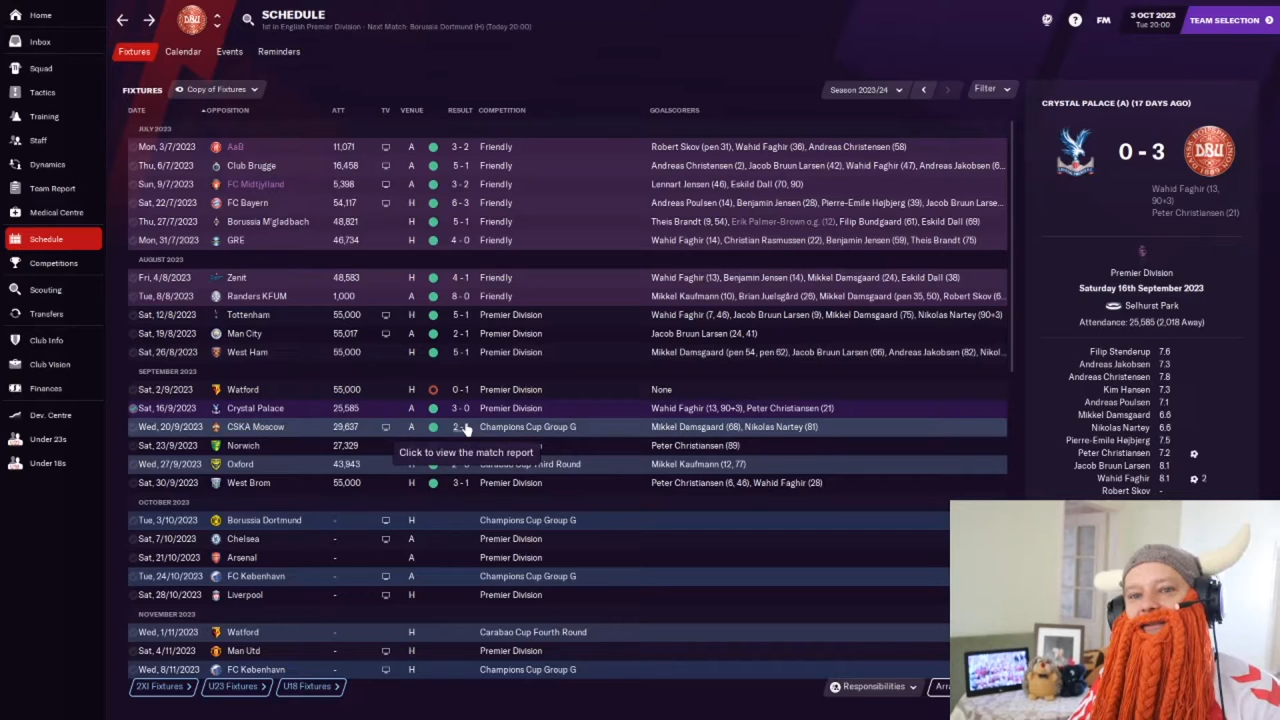 Home
Inbox
Squad
Tactics
Training
Staff
Dynamics
Team Report
Medical Centre
Schedule
Competitions
Scouting
Transfers
Club Info
Club Vision
Finances
Dev. Centre
Under 23s
Under 18s
SCHEDULE
1st in English Premier Division - Next Match: Borussia Dortmund (H) (Today 20:00)
FM
3 OCT 2023
Tue 20:00
TEAM SELECTION
Fixtures Calendar Events Reminders
FIXTURES Copy of Fixtures Season 2023/24 Filter
DATE OPPOSITION ATT TV VENUE RESULT COMPETITION GOALSCORERS
JULY 2023
Mon, 3/7/2023 AaB 11,071 A 3 - 2 Friendly Robert Skov (pen 31), Wahid Faghir (36), Andreas Christensen (58)
Thu, 6/7/2023 Club Brugge 16,458 A 5 - 1 Friendly Andreas Christensen (2), Jacob Bruun Larsen (42), Wahid Faghir (47), Andreas Jakobsen (6...
Sun, 9/7/2023 FC Midtjylland 5,398 A 3 - 2 Friendly Lennart Jensen (46), Eskild Dall (70, 90)
Sat, 22/7/2023 FC Bayern 54,117 H 6 - 3 Friendly Andreas Poulsen (14), Benjamin Jensen (28), Pierre-Emile Højbjerg (39), Jacob Bruun Larse...
Thu, 27/7/2023 Borussia M'gladbach 48,821 H 5 - 1 Friendly Theis Brandt (9, 54), Erik Palmer-Brown o.g. (12), Filip Bundgaard (61), Eskild Dall (69)
Mon, 31/7/2023 GRE 46,734 H 4 - 0 Friendly Wahid Faghir (14), Christian Rasmussen (22), Benjamin Jensen (59), Theis Brandt (75)
AUGUST 2023
Fri, 4/8/2023 Zenit 48,583 H 4 - 1 Friendly Wahid Faghir (13), Benjamin Jensen (14), Mikkel Damsgaard (24), Eskild Dall (38)
Tue, 8/8/2023 Randers KFUM 1,000 A 8 - 0 Friendly Mikkel Kaufmann (10), Brian Juelsgård (26), Mikkel Damsgaard (pen 35, 50), Robert Skov (6...
Sat, 12/8/2023 Tottenham 55,000 H 5 - 1 Premier Division Wahid Faghir (7, 46), Jacob Bruun Larsen (9), Mikkel Damsgaard (75), Nikolas Nartey (90+3)
Sat, 19/8/2023 Man City 55,017 A 2 - 1 Premier Division Jacob Bruun Larsen (24, 41)
Sat, 26/8/2023 West Ham 55,000 H 5 - 1 Premier Division Mikkel Damsgaard (pen 54, pen 62), Jacob Bruun Larsen (66), Andreas Jakobsen (82), Nikol...
SEPTEMBER 2023
Sat, 2/9/2023 Watford 55,000 H 0 - 1 Premier Division None
Sat, 16/9/2023 Crystal Palace 25,585 A 3 - 0 Premier Division Wahid Faghir (13, 90+3), Peter Christiansen (21)
Wed, 20/9/2023 CSKA Moscow 29,637 A 2 - Champions Cup Group G Mikkel Damsgaard (68), Nikolas Nartey (81)
Sat, 23/9/2023 Norwich 27,329 Peter Christiansen (89)
Click to view the match report
Wed, 27/9/2023 Oxford 43,943 Carabao Cup Third Round Mikkel Kaufmann (12, 77)
Sat, 30/9/2023 West Brom 55,000 H 3 - 1 Premier Division Peter Christiansen (6, 46), Wahid Faghir (28)
OCTOBER 2023
Tue, 3/10/2023 Borussia Dortmund - H Champions Cup Group G
Sat, 7/10/2023 Chelsea - A Premier Division
Sat, 21/10/2023 Arsenal - A Premier Division
Tue, 24/10/2023 FC København - A Champions Cup Group G
Sat, 28/10/2023 Liverpool - H Premier Division
NOVEMBER 2023
Wed, 1/11/2023 Watford - H Carabao Cup Fourth Round
Sat, 4/11/2023 Man Utd - H Premier Division
Wed, 8/11/2023 FC København - H Champions Cup Group G
2XI Fixtures U23 Fixtures U18 Fixtures Responsibilities Arr
CRYSTAL PALACE (A) (17 DAYS AGO)
0 - 3
DBU
Wahid Faghir (13,
90+3)
Peter Christiansen (21)
Premier Division
Saturday 16th September 2023
Selhurst Park
Attendance: 25,585 (2,018 Away)
Filip Stenderup 7.6
Andreas Jakobsen 7.3
Andreas Christensen 7.8
Kim Hansen 7.3
Andreas Poulsen 7.1
Mikkel Damsgaard 6.6
Nikolas Nartey 6.6
Pierre-Emile Højbjerg 7.5
Peter Christiansen 7.2
Jacob Bruun Larsen 8.1
Wahid Faghir 8.1 2
Robert Skov -